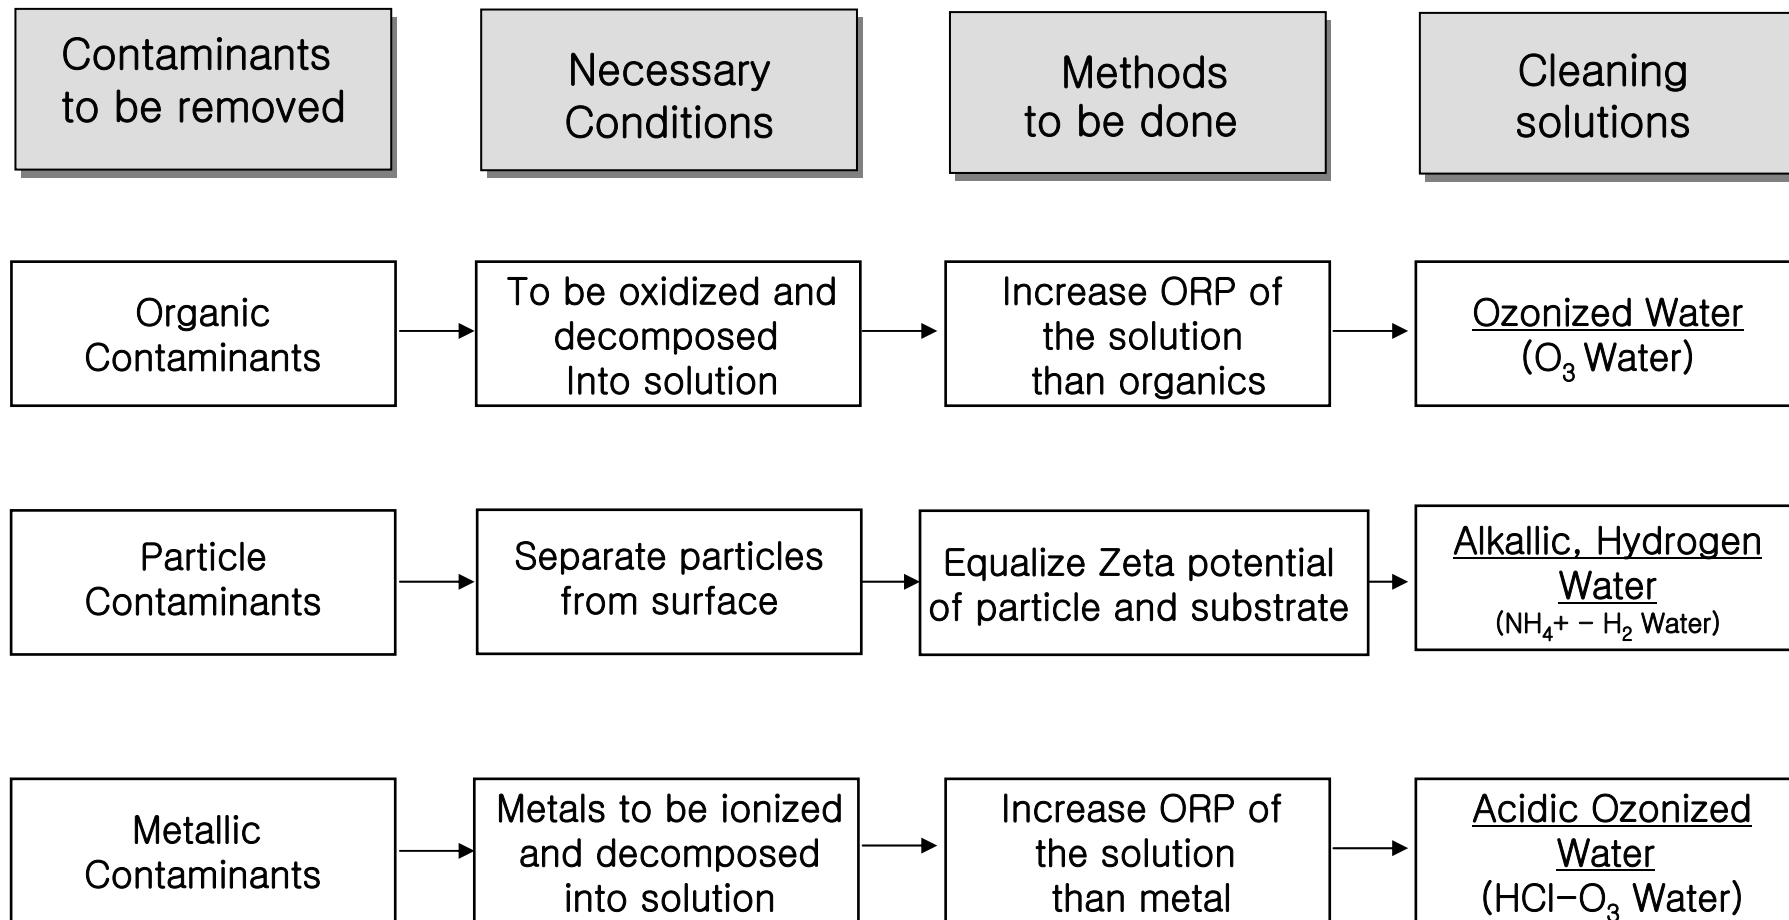 Contaminants
to be removed
Necessary
Conditions
Methods
to be done
Cleaning
solutions
Organic
Contaminants
To be oxidized and
decomposed
Into solution
Increase ORP of
the solution
than organics
Ozonized Water
(O₃ Water)
Particle
Contaminants
Separate particles
from surface
Equalize Zeta potential
of particle and substrate
Alkallic, Hydrogen
Water
(NH₄+ − H₂ Water)
Metallic
Contaminants
Metals to be ionized
and decomposed
into solution
Increase ORP of
the solution
than metal
Acidic Ozonized
Water
(HCl−O₃ Water)